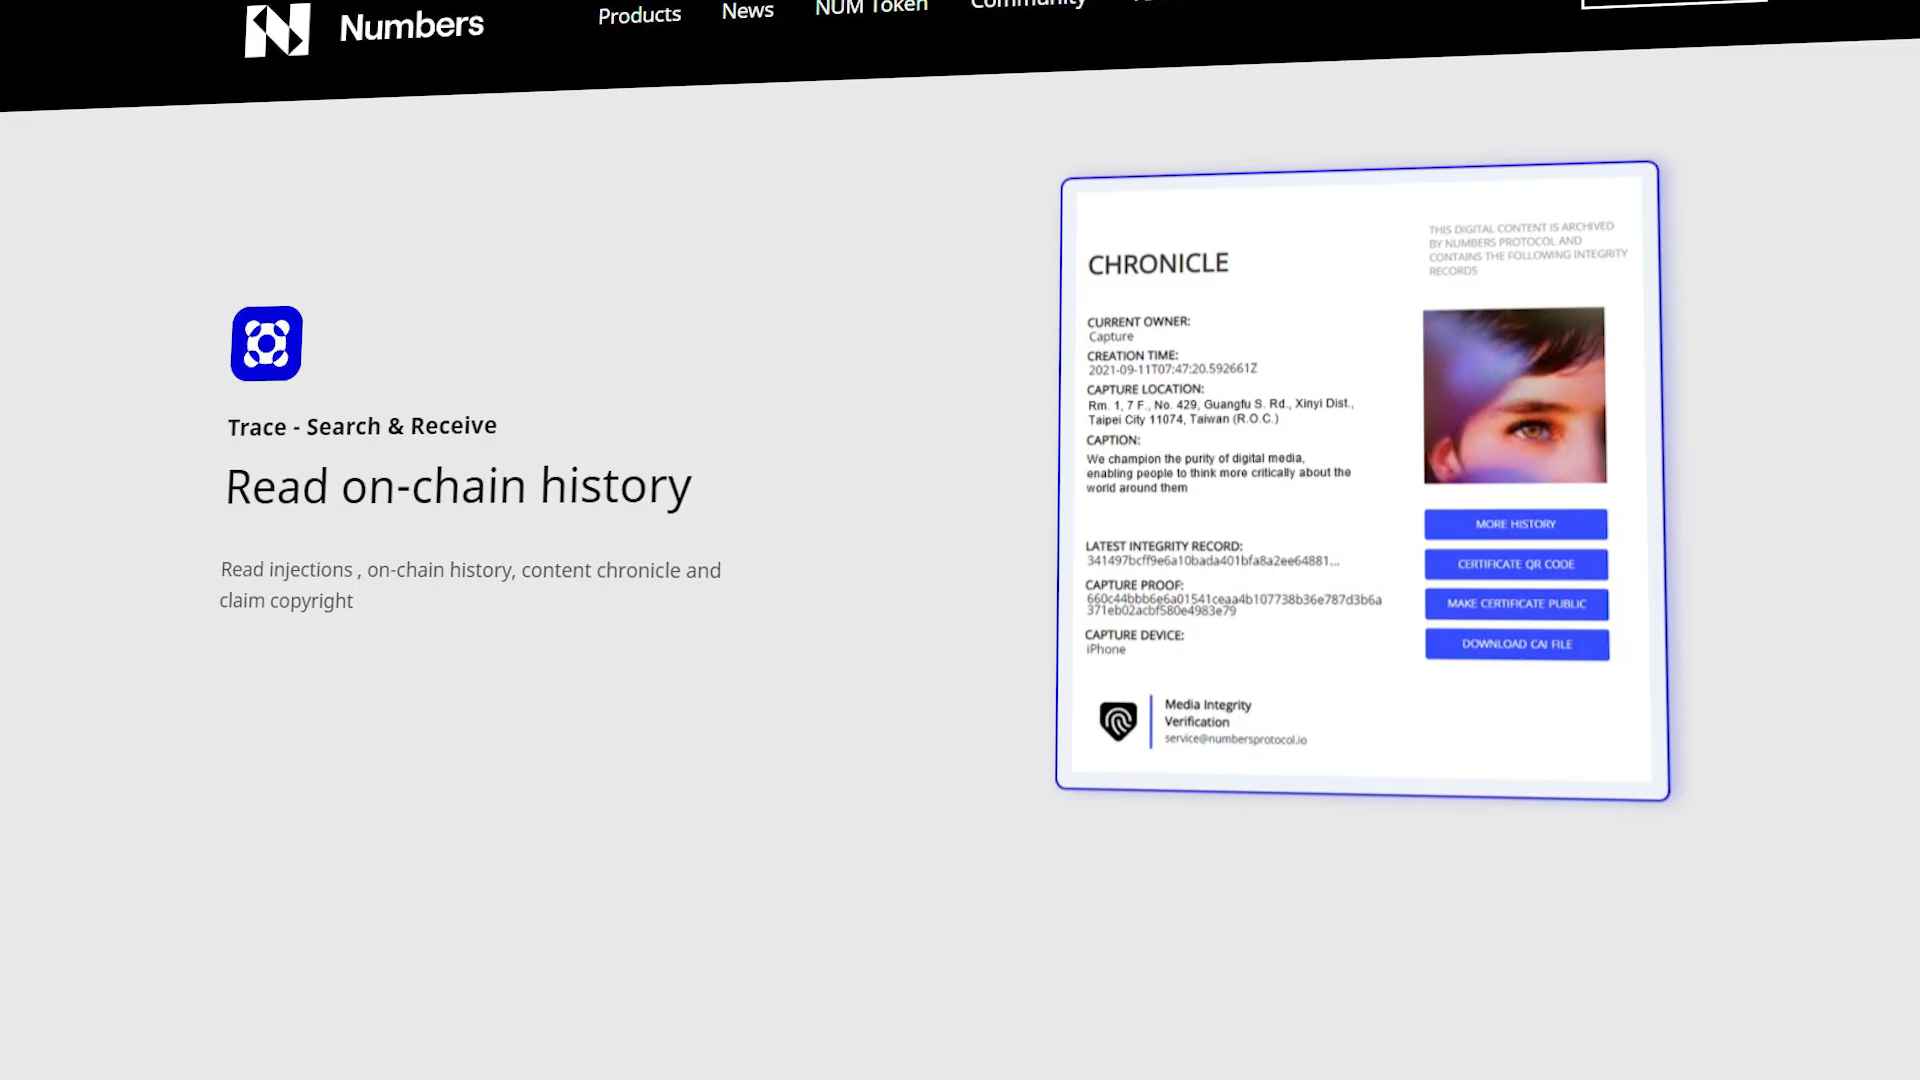 Numbers
Products
News
NUM Token
Community
THIS DIGITAL CONTENT IS ARCHIVED
BY NUMBERS PROTOCOL AND
CONTAINS THE FOLLOWING INTEGRITY
RECORDS
CHRONICLE
CURRENT OWNER:
Capture
CREATION TIME:
2021-09-11T07:47:20.592661Z
CAPTURE LOCATION:
Rm. 1, 7 F., No. 429, Guangfu S. Rd., Xinyi Dist.,
Taipei City 11074, Taiwan (R.O.C.)
CAPTION:
We champion the purity of digital media,
enabling people to think more critically about the
world around them
Trace - Search & Receive
Read on-chain history
Read injections , on-chain history, content chronicle and
claim copyright
MORE HISTORY
CERTIFICATE QR CODE
MAKE CERTIFICATE PUBLIC
DOWNLOAD CAI FILE
LATEST INTEGRITY RECORD:
341497bcff9e6a10bada401bfa8a2ee64881...
CAPTURE PROOF:
660c44bbb6e6a01541ceaa4b107738b36e787d3b6a
371eb02acbf580e4983e79
CAPTURE DEVICE:
iPhone
Media Integrity
Verification
service@numbersprotocol.io